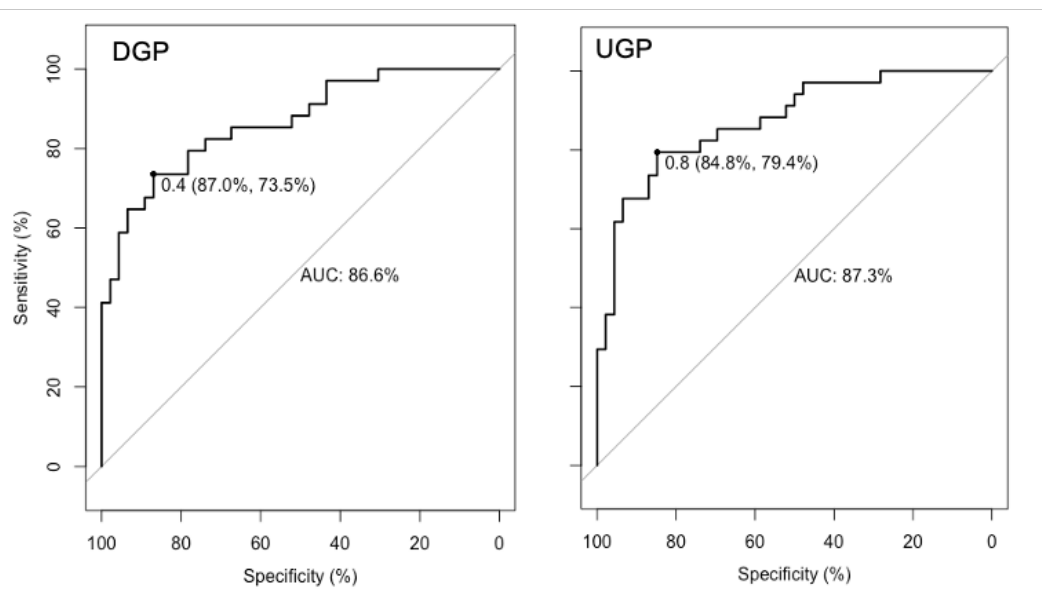 DGP
100
80
60
40
20
0
Sensitivity (%)
0.4 (87.0%, 73.5%)
AUC: 86.6%
100 80 60 40 20 0
Specificity (%)
UGP
0.8 (84.8%, 79.4%)
AUC: 87.3%
100 80 60 40 20 0
Specificity (%)